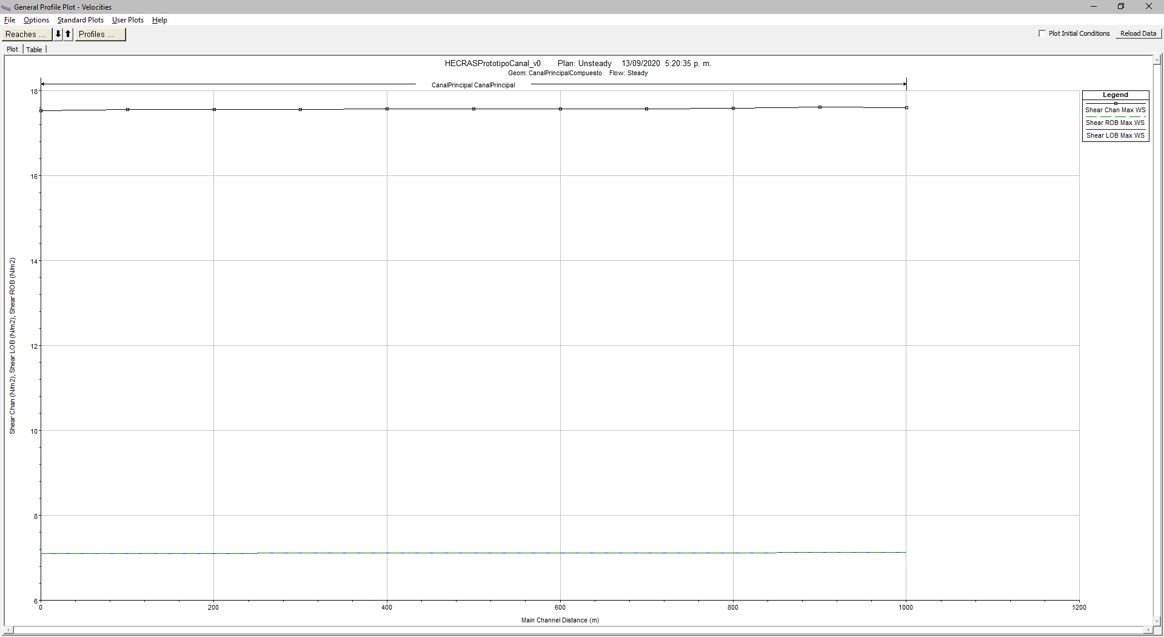 General Profile Plot - Velocities
File Options Standard Plots User Plots Help
Reaches ... Profiles ... Plot Initial Conditions Reload Data
Plot Table
HECRASPrototipoCanal_v0 Plan: Unsteady 13/09/2020 5:20:35 p. m.
Geom: CanalPrincipalCompuesto Flow: Steady
CanalPrincipal CanalPrincipal
Legend
Shear Chan Max WS
Shear ROB Max WS
Shear LOB Max WS
Shear Chan (N/m2), Shear LOB (N/m2), Shear ROB (N/m2)
18
16
14
12
10
8
6
0 200 400 600 800 1000 1200
Main Channel Distance (m)